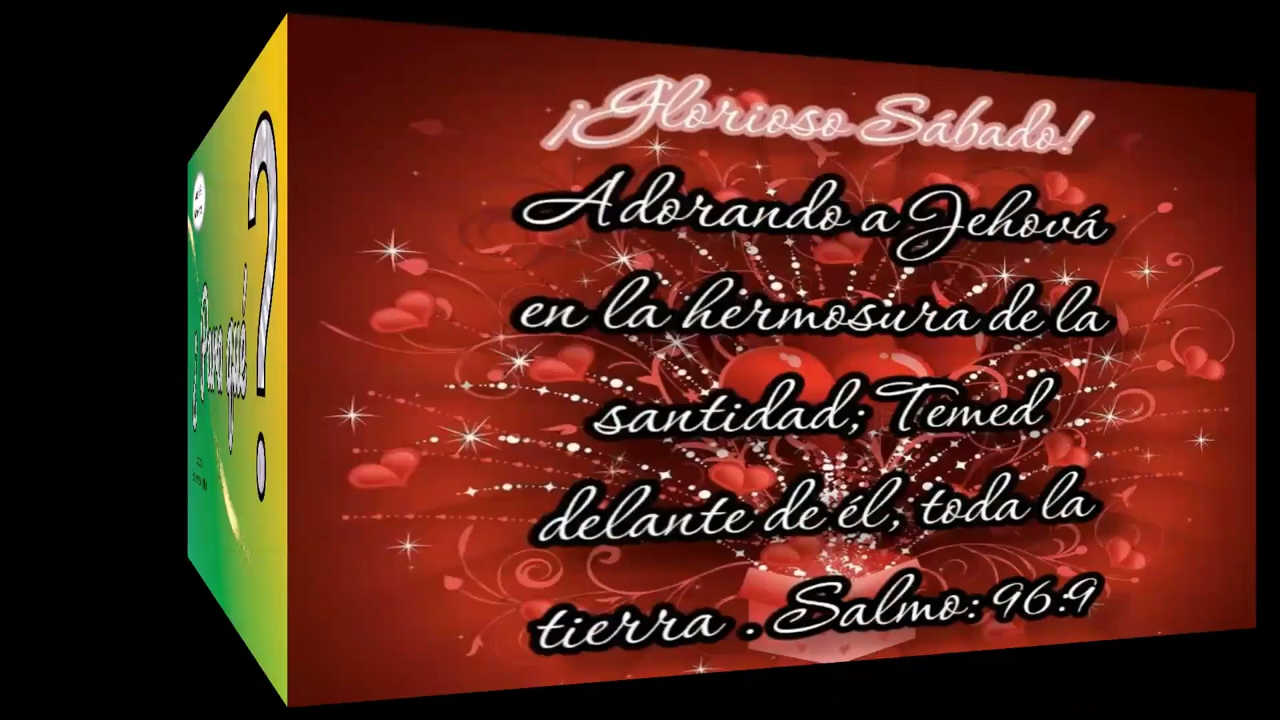 ¡Glorioso Sábado!
Adorando a Jehová
en la hermosura de la
santidad; Temed
delante de él, toda la
tierra . Salmo: 96:9
¿Para qué
?